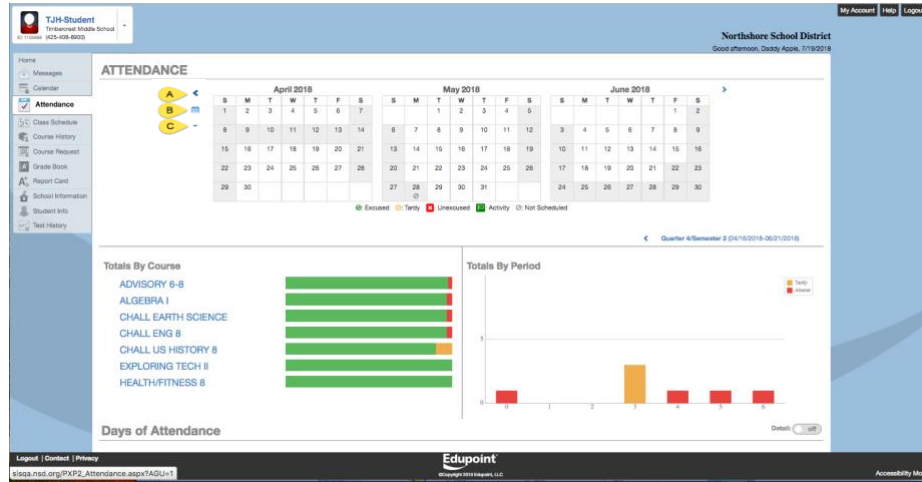 TJH-Student
Timbercrest Middle School
(425-408-6900)
My Account | Help | Logou
Northshore School District
Good afternoon, Daddy Apple, 7/19/2018
Home
Messages
Calendar
Attendance
Class Schedule
Course History
Course Request
Grade Book
Report Card
School Information
Student Info
Test History
ATTENDANCE
A
B
C
April 2018
S M T W T F S
1 2 3 4 5 6 7
8 9 10 11 12 13 14
15 16 17 18 19 20 21
22 23 24 25 26 27 28
29 30
May 2018
S M T W T F S
1 2 3 4 5
6 7 8 9 10 11 12
13 14 15 16 17 18 19
20 21 22 23 24 25 26
27 28 29 30 31
June 2018
S M T W T F S
1 2
3 4 5 6 7 8 9
10 11 12 13 14 15 16
17 18 19 20 21 22 23
24 25 26 27 28 29 30
Excused Tardy Unexcused Activity Not Scheduled
Quarter 4/Semester 2 (04/16/2018-06/21/2018)
Totals By Course
ADVISORY 6-8
ALGEBRA I
CHALL EARTH SCIENCE
CHALL ENG 8
CHALL US HISTORY 8
EXPLORING TECH II
HEALTH/FITNESS 8
Totals By Period
Tardy
Absent
5
0
0 1 2 3 4 5 6
Days of Attendance
Detail: off
Logout | Contact | Privacy
Edupoint
©Copyright 2018 Edupoint, LLC
sisqa.nsd.org/PXP2_Attendance.aspx?AGU=1
Accessibility Mo